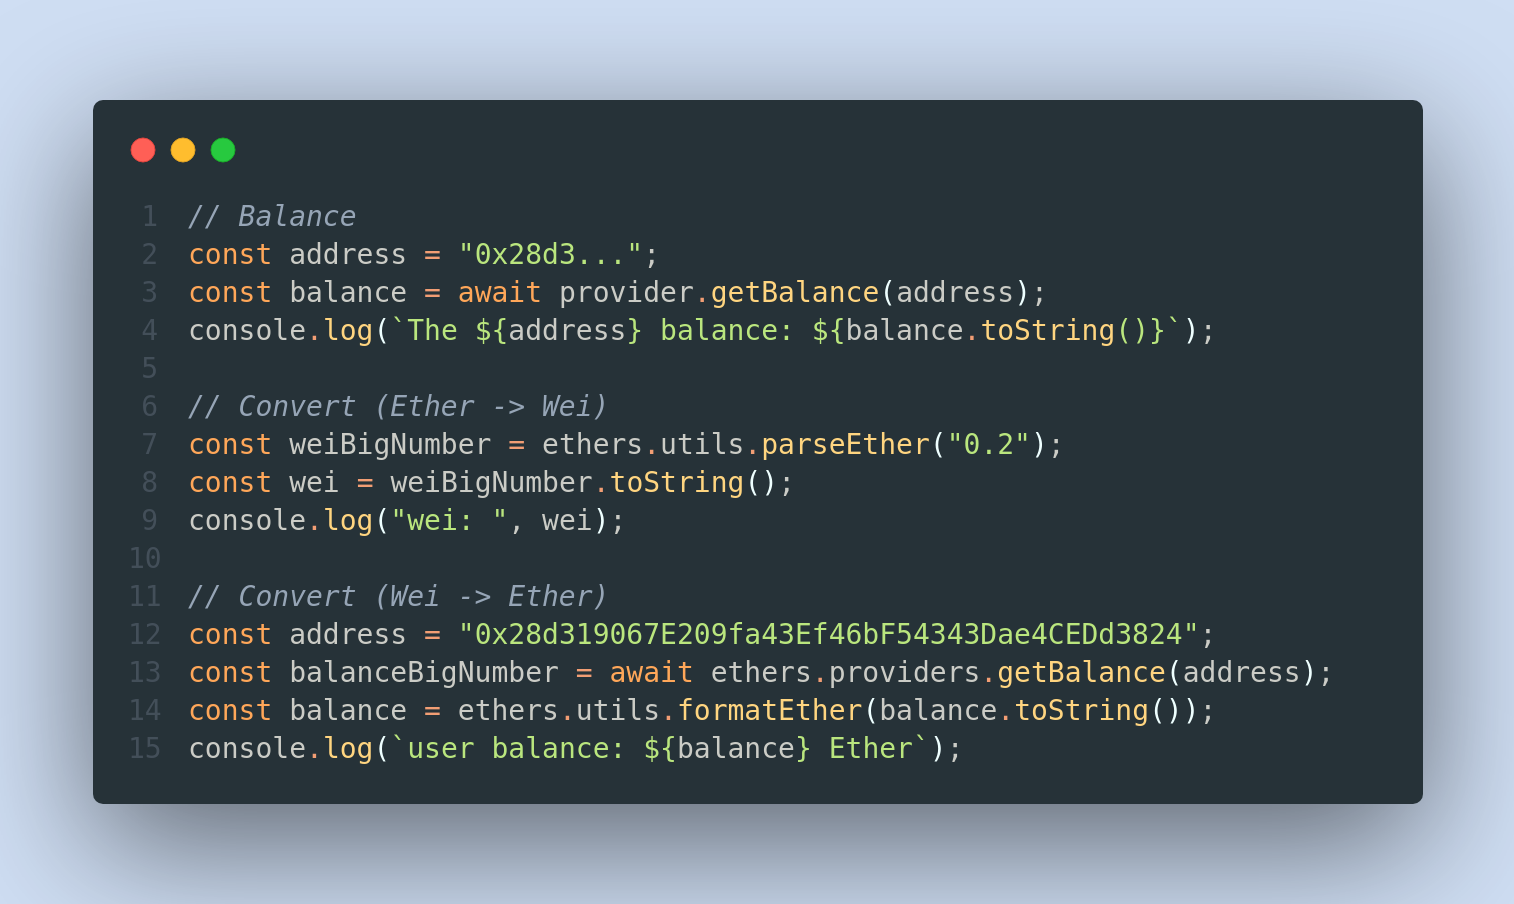 1 // Balance
2 const address = "0x28d3...";
3 const balance = await provider.getBalance(address);
4 console.log(`The ${address} balance: ${balance.toString()}`);
5
6 // Convert (Ether -> Wei)
7 const weiBigNumber = ethers.utils.parseEther("0.2");
8 const wei = weiBigNumber.toString();
9 console.log("wei: ", wei);
10
11 // Convert (Wei -> Ether)
12 const address = "0x28d319067E209fa43Ef46bF54343Dae4CEDd3824";
13 const balanceBigNumber = await ethers.providers.getBalance(address);
14 const balance = ethers.utils.formatEther(balance.toString());
15 console.log(`user balance: ${balance} Ether`);